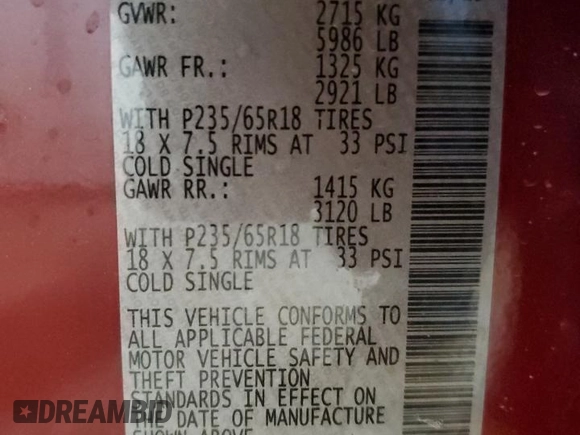 GVWR: 2715 KG
5986 LB
GAWR FR.: 1325 KG
2921 LB
WITH P235/65R18 TIRES
18 X 7.5 RIMS AT 33 PSI
COLD SINGLE
GAWR RR.: 1415 KG
3120 LB
WITH P235/65R18 TIRES
18 X 7.5 RIMS AT 33 PSI
COLD SINGLE
THIS VEHICLE CONFORMS TO
ALL APPLICABLE FEDERAL
MOTOR VEHICLE SAFETY AND
THEFT PREVENTION
STANDARDS IN EFFECT ON
THE DATE OF MANUFACTURE
SHOWN ABOVE
DREAMBID